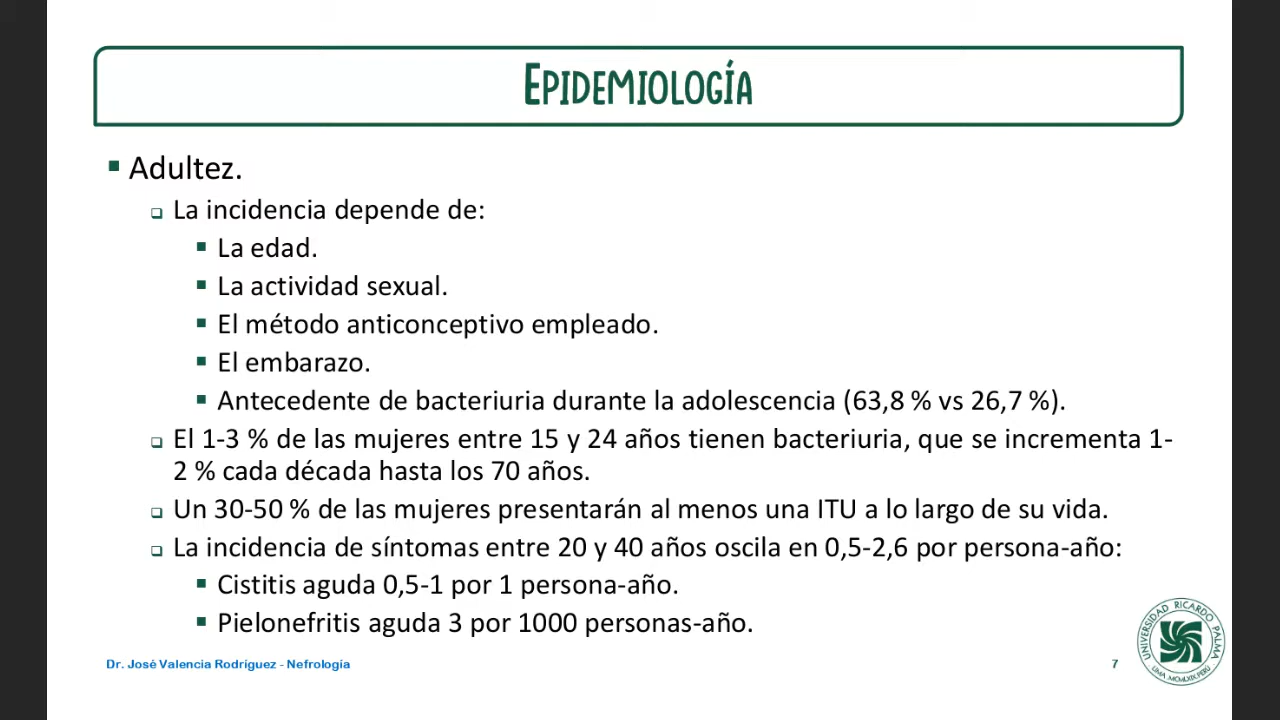 EPIDEMIOLOGÍA
Adultez.
La incidencia depende de:
La edad.
La actividad sexual.
El método anticonceptivo empleado.
El embarazo.
Antecedente de bacteriuria durante la adolescencia (63,8 % vs 26,7 %).
El 1-3 % de las mujeres entre 15 y 24 años tienen bacteriuria, que se incrementa 1-
2 % cada década hasta los 70 años.
Un 30-50 % de las mujeres presentarán al menos una ITU a lo largo de su vida.
La incidencia de síntomas entre 20 y 40 años oscila en 0,5-2,6 por persona-año:
Cistitis aguda 0,5-1 por 1 persona-año.
Pielonefritis aguda 3 por 1000 personas-año.
Dr. José Valencia Rodríguez - Nefrología
7
UNIVERSIDAD RICARDO PALMA
LIMA
PERÚ